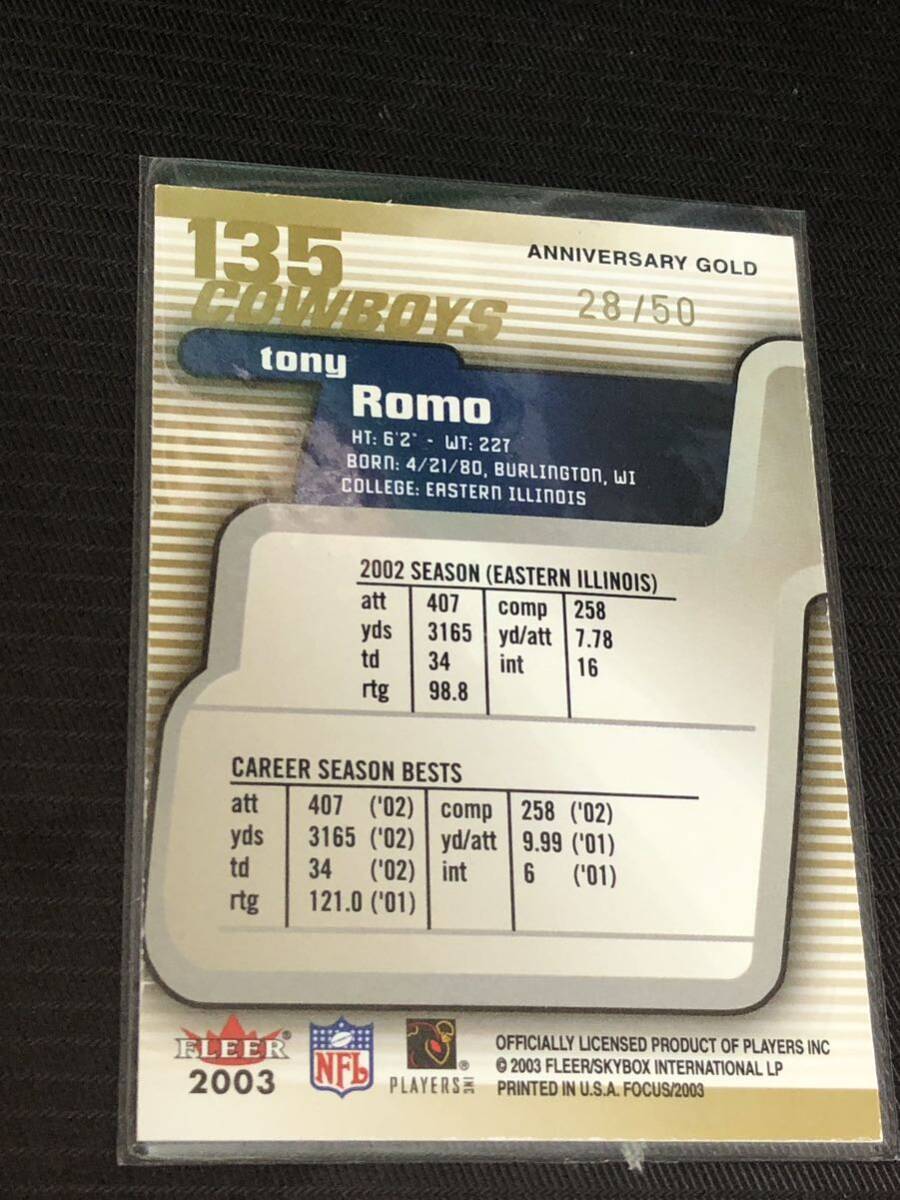 135
ANNIVERSARY GOLD
COWBOYS
28/50
tony
Romo
HT: 6'2" - WT: 227
BORN: 4/21/80, BURLINGTON, WI
COLLEGE: EASTERN ILLINOIS
2002 SEASON (EASTERN ILLINOIS)
att 407 comp 258
yds 3165 yd/att 7.78
td 34 int 16
rtg 98.8
CAREER SEASON BESTS
att 407 ('02) comp 258 ('02)
yds 3165 ('02) yd/att 9.99 ('01)
td 34 ('02) int 6 ('01)
rtg 121.0 ('01)
FLEER®
2003
NFL
PLAYERS INC
®
OFFICIALLY LICENSED PRODUCT OF PLAYERS INC
© 2003 FLEER/SKYBOX INTERNATIONAL LP
PRINTED IN U.S.A. FOCUS/2003